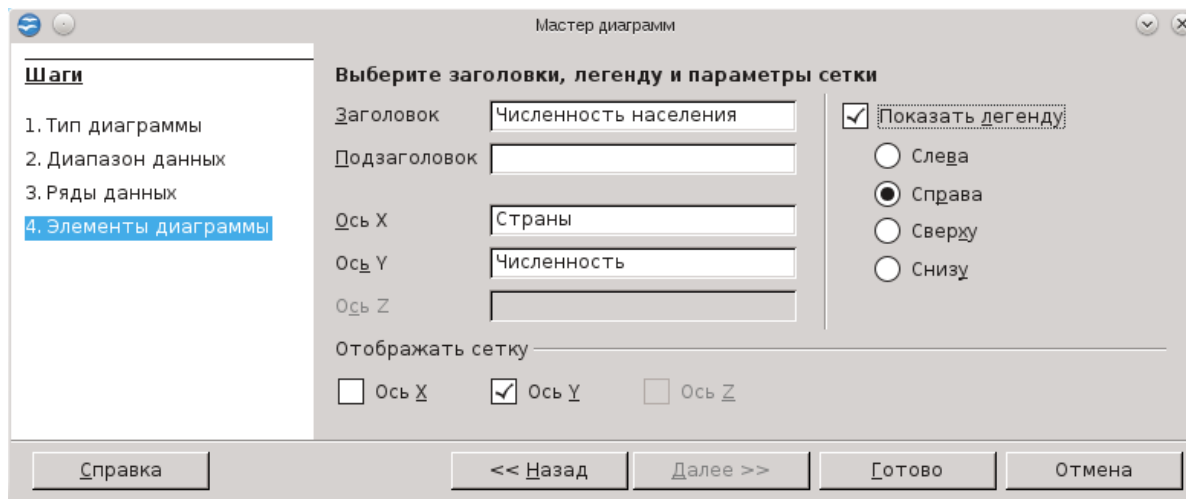 Мастер диаграмм
Шаги
1. Тип диаграммы
2. Диапазон данных
3. Ряды данных
4. Элементы диаграммы
Выберите заголовки, легенду и параметры сетки
Заголовок Численность населения
Подзаголовок
Ось X Страны
Ось Y Численность
Ось Z
Показать легенду
Слева
Справа
Сверху
Снизу
Отображать сетку
Ось X Ось Y Ось Z
Справка << Назад Далее >> Готово Отмена